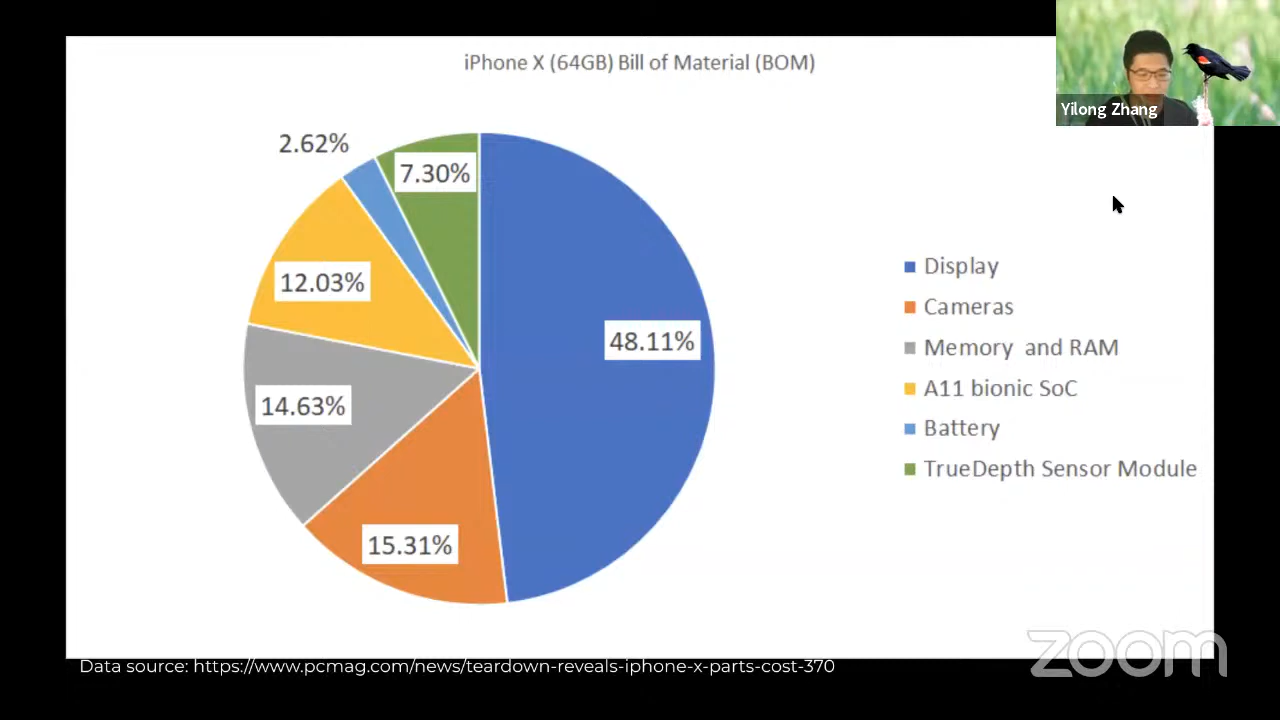 iPhone X (64GB) Bill of Material (BOM)
Yilong Zhang
2.62%
7.30%
12.03%
48.11%
14.63%
15.31%
Display
Cameras
Memory and RAM
A11 bionic SoC
Battery
TrueDepth Sensor Module
zoom
Data source: https://www.pcmag.com/news/teardown-reveals-iphone-x-parts-cost-370